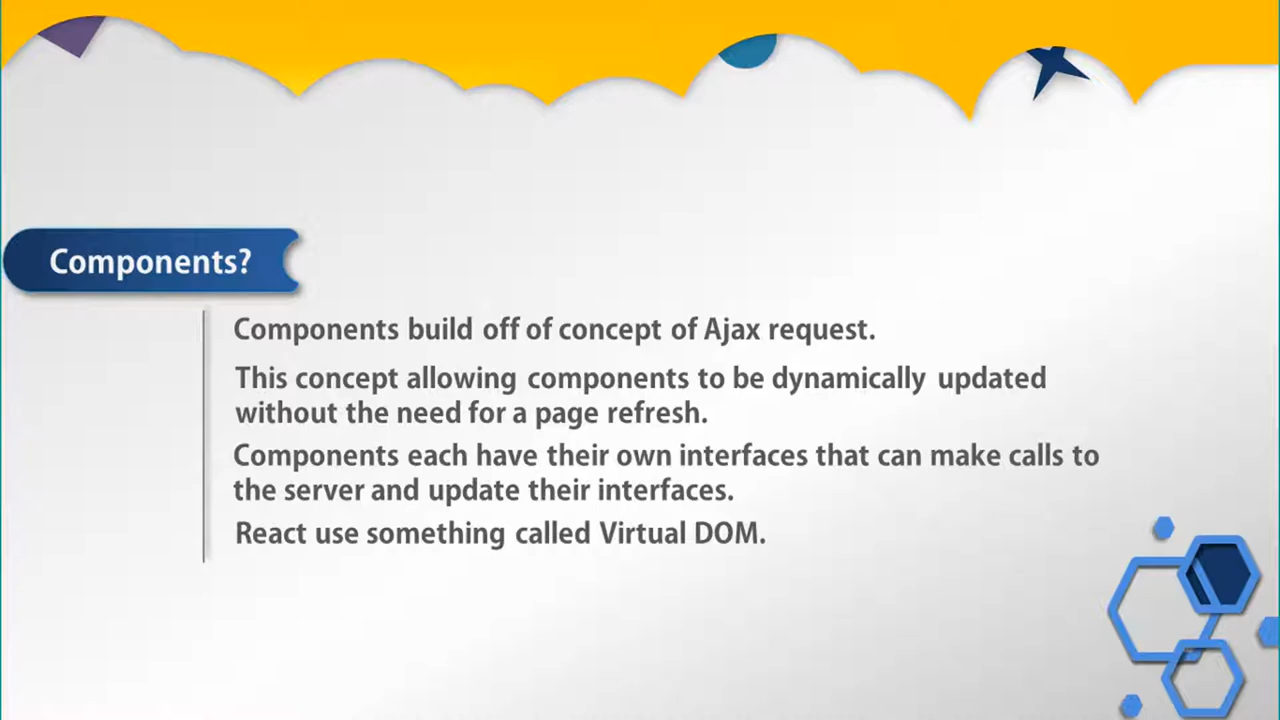 Components?
Components build off of concept of Ajax request.
This concept allowing components to be dynamically updated
without the need for a page refresh.
Components each have their own interfaces that can make calls to
the server and update their interfaces.
React use something called Virtual DOM.